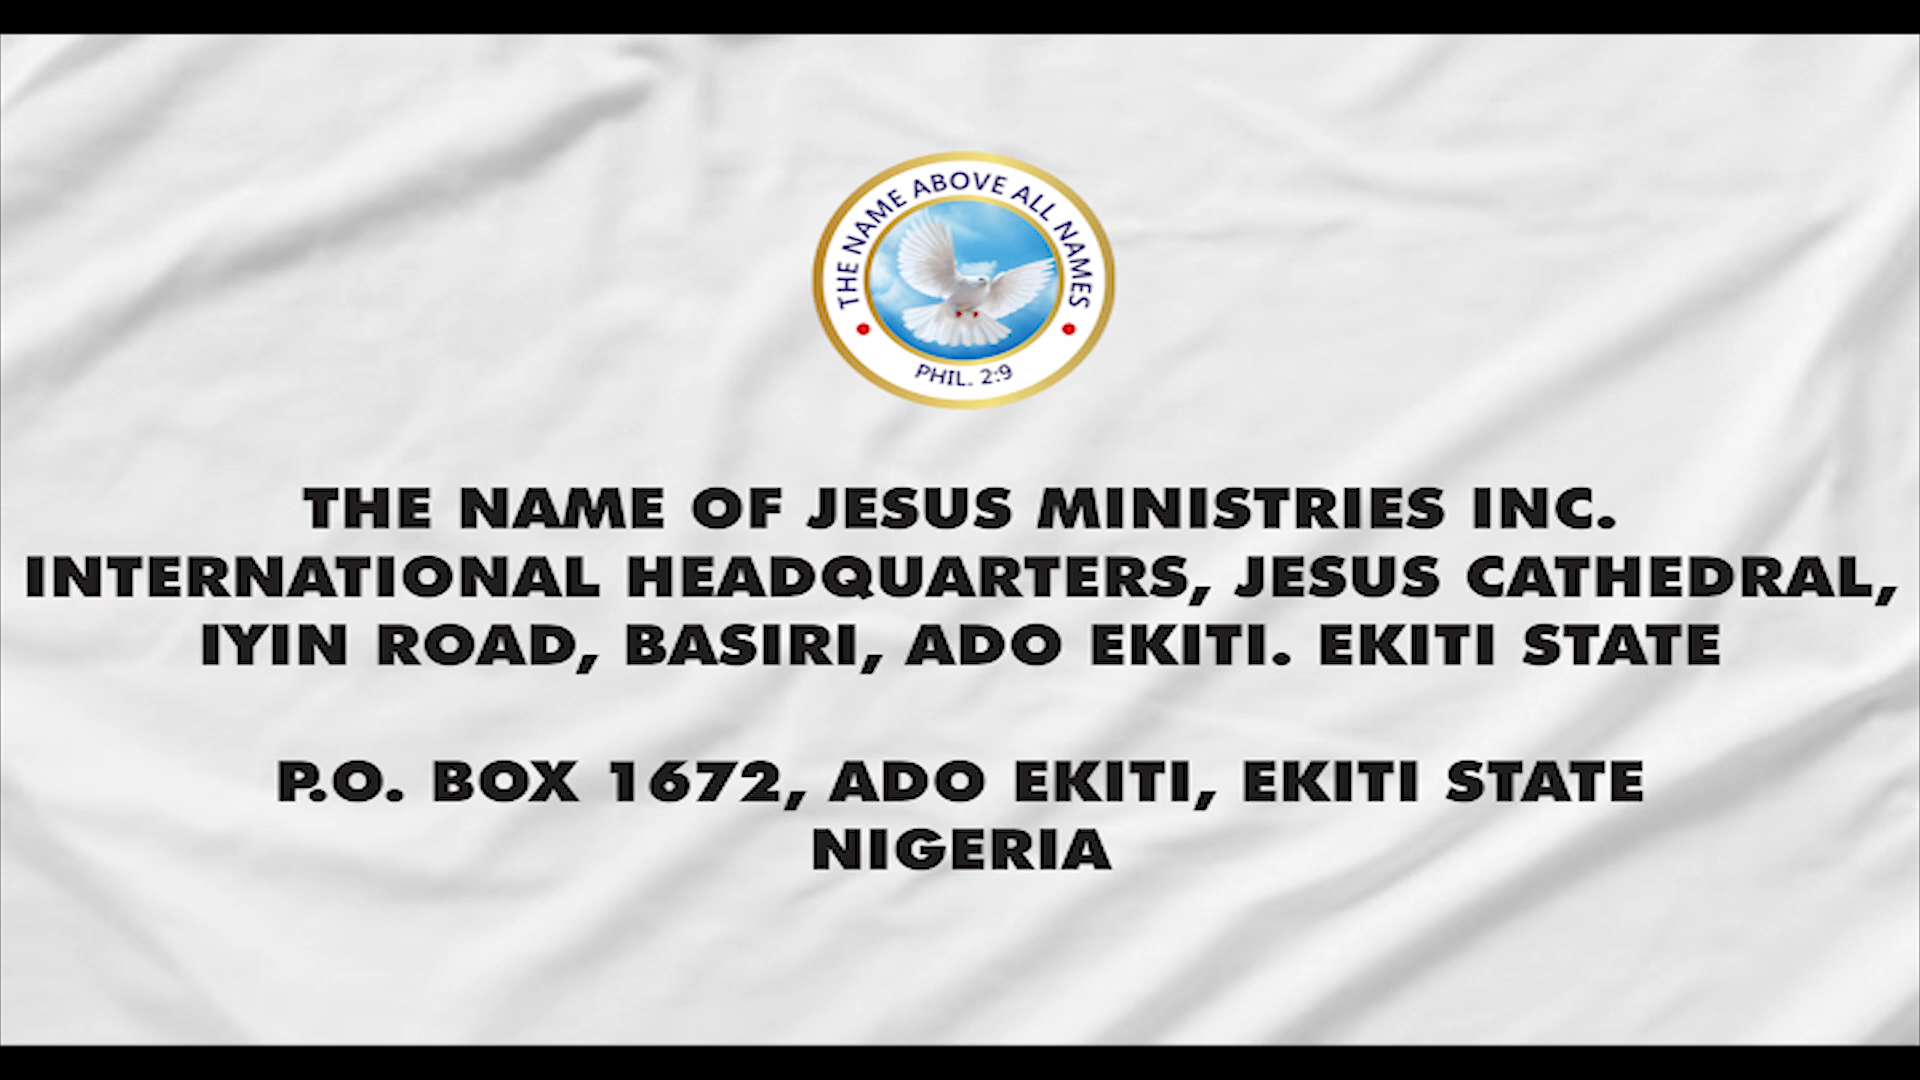 THE NAME ABOVE ALL NAMES
PHIL. 2:9
THE NAME OF JESUS MINISTRIES INC.
INTERNATIONAL HEADQUARTERS, JESUS CATHEDRAL,
IYIN ROAD, BASIRI, ADO EKITI. EKITI STATE
P.O. BOX 1672, ADO EKITI, EKITI STATE
NIGERIA